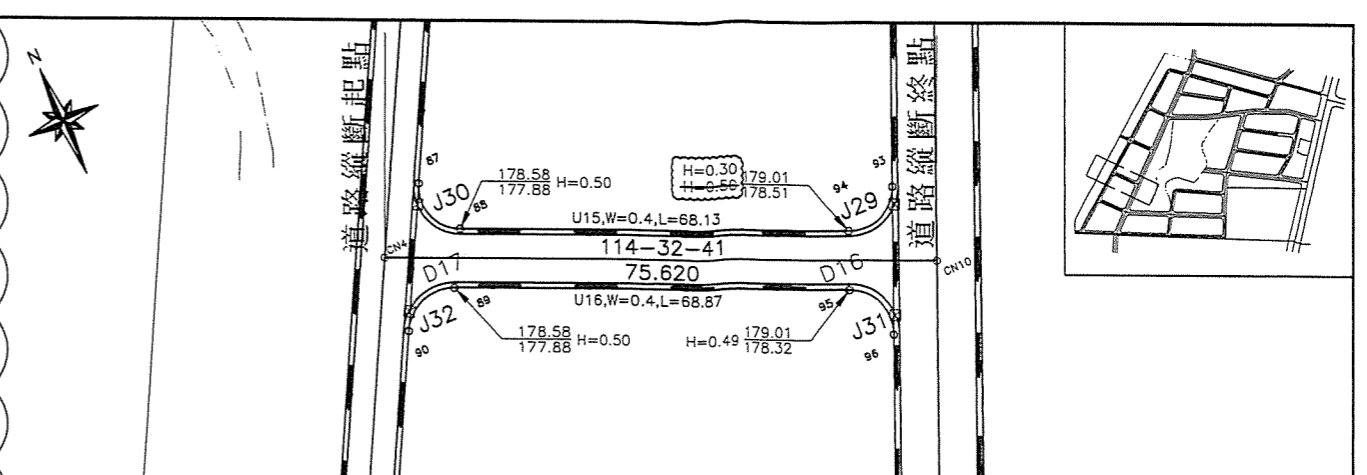 N
道路縱斷起點
道路縱斷終點
87
93
J30
88
178.58
177.88 H=0.50
H=0.30
H=0.50
179.01
178.51
94
J29
U15,W=0.4,L=68.13
114-32-41
CN4
CN10
D17
75.620
D16
89
U16,W=0.4,L=68.87
95
J32
J31
90
178.58
177.88 H=0.50
H=0.49 179.01
178.32
96